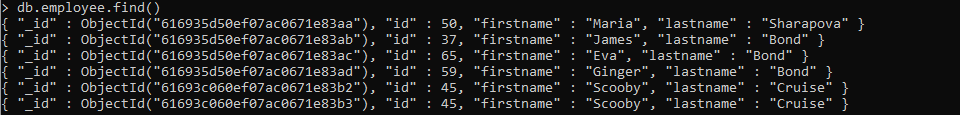 > db.employee.find()
{ "_id" : ObjectId("616935d50ef07ac0671e83aa"), "id" : 50, "firstname" : "Maria", "lastname" : "Sharapova" }
{ "_id" : ObjectId("616935d50ef07ac0671e83ab"), "id" : 37, "firstname" : "James", "lastname" : "Bond" }
{ "_id" : ObjectId("616935d50ef07ac0671e83ac"), "id" : 65, "firstname" : "Eva", "lastname" : "Bond" }
{ "_id" : ObjectId("616935d50ef07ac0671e83ad"), "id" : 59, "firstname" : "Ginger", "lastname" : "Bond" }
{ "_id" : ObjectId("61693c060ef07ac0671e83b2"), "id" : 45, "firstname" : "Scooby", "lastname" : "Cruise" }
{ "_id" : ObjectId("61693c060ef07ac0671e83b3"), "id" : 45, "firstname" : "Scooby", "lastname" : "Cruise" }